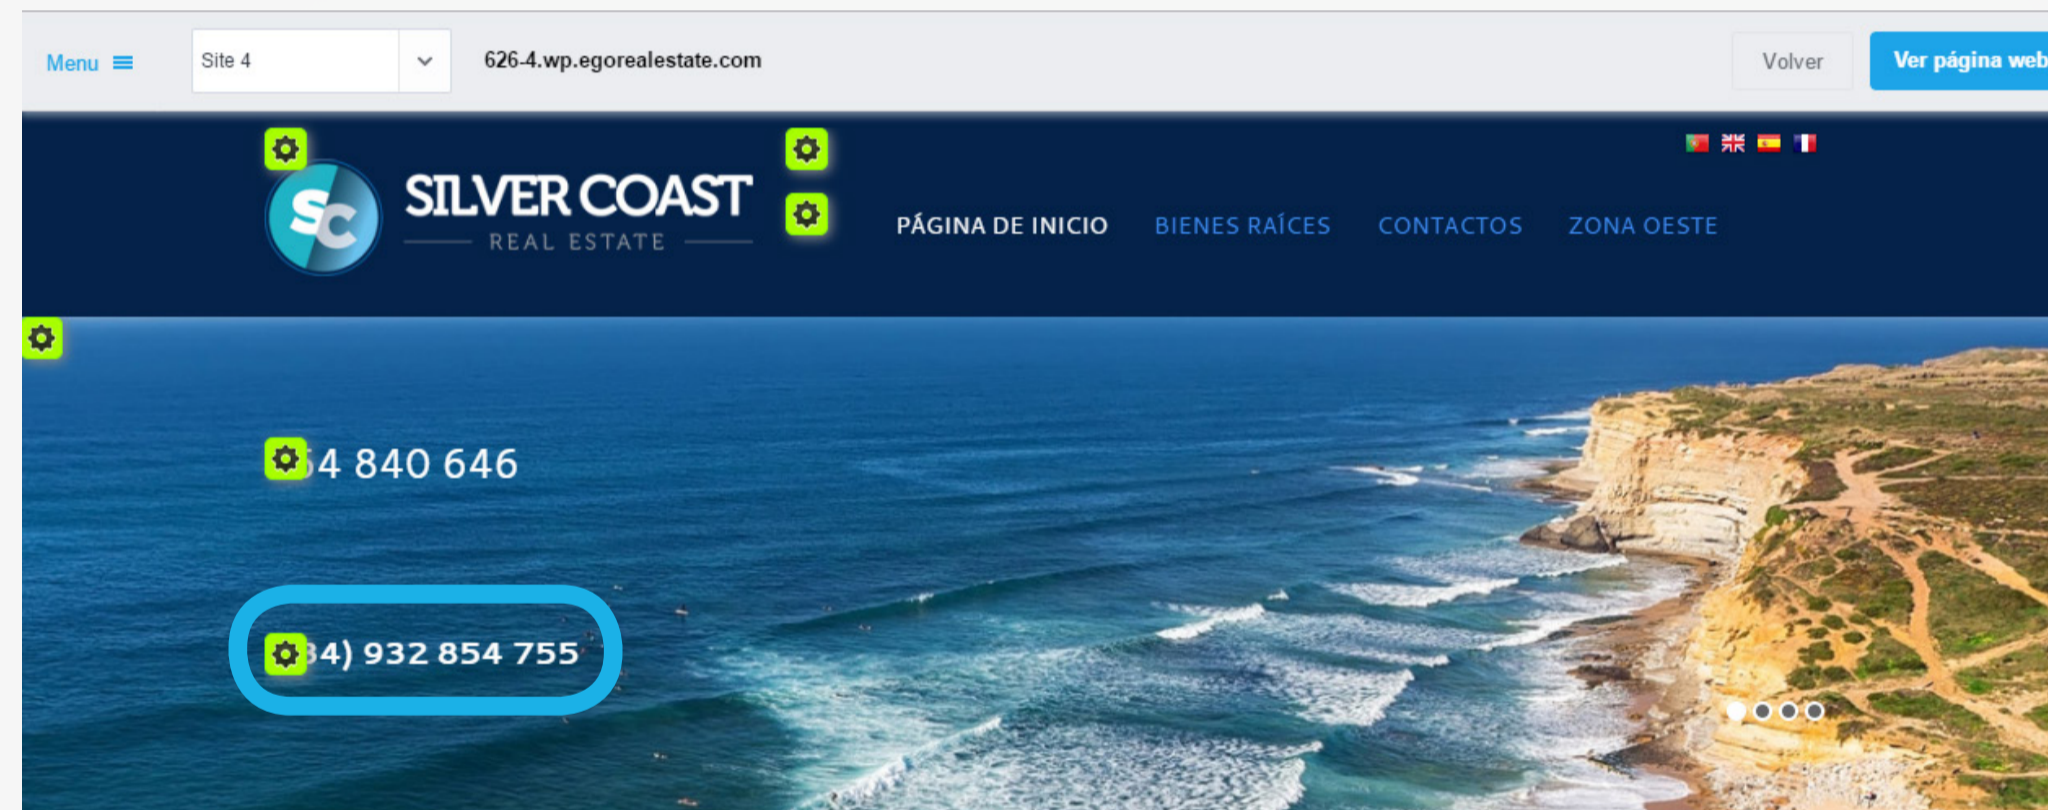 Menu
Site 4
626-4.wp.egorealestate.com
Volver
Ver página web
SC
SILVER COAST
REAL ESTATE
PÁGINA DE INICIO
BIENES RAÍCES
CONTACTOS
ZONA OESTE
4 840 646
4) 932 854 755